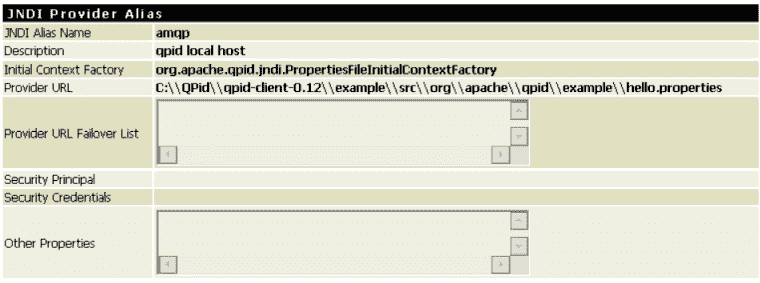 JNDI Provider Alias
JNDI Alias Name amqp
Description qpid local host
Initial Context Factory org.apache.qpid.jndi.PropertiesFileInitialContextFactory
Provider URL C:\\QPid\\qpid-client-0.12\\example\\src\\org\\apache\\qpid\\example\\hello.properties
Provider URL Failover List
Security Principal
Security Credentials
Other Properties